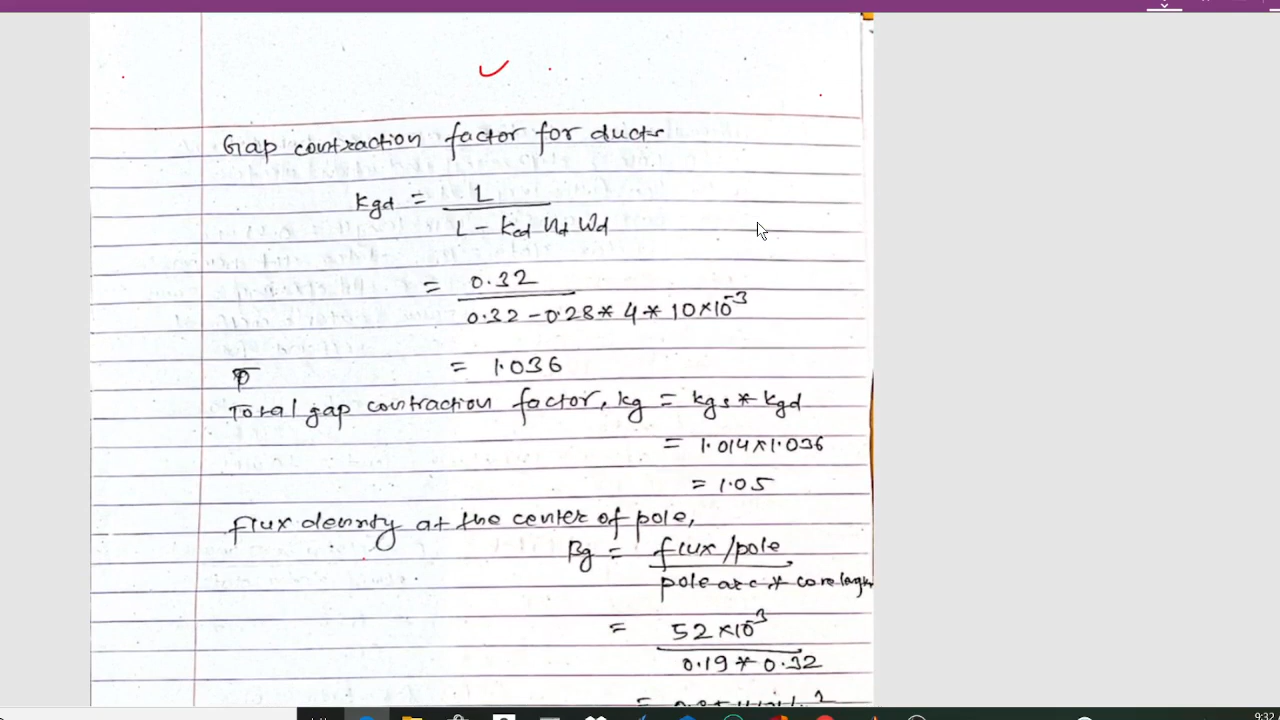 Gap contraction factor for ducts
Kgd = L / L - Kcd nd Wd
= 0.32 / 0.32 - 0.28 * 4 * 10×10^-3
= 1.036
Total gap contraction factor, kg = kgs * kgd
= 1.014×1.036
= 1.05
flux density at the center of pole,
Bg = flux/pole / pole arc * core length
= 52×10^-3 / 0.19 * 0.32
9:32